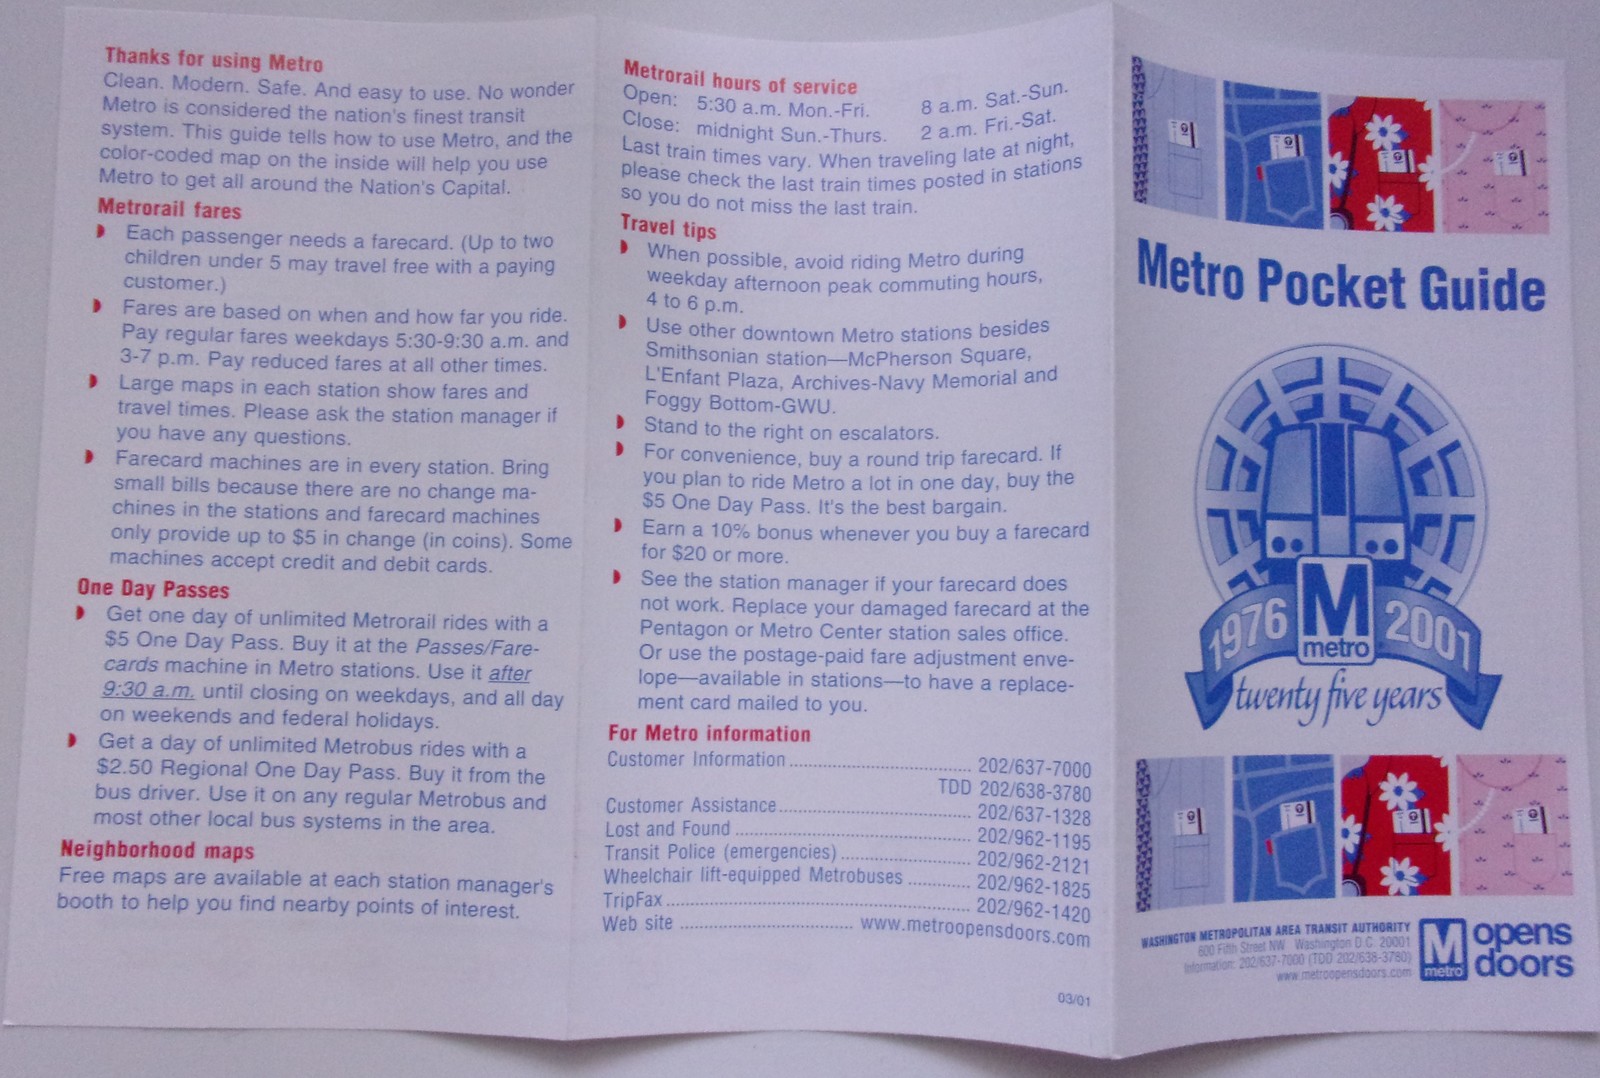 Thanks for using Metro
Clean. Modern. Safe. And easy to use. No wonder
Metro is considered the nation's finest transit
system. This guide tells how to use Metro, and the
color-coded map on the inside will help you use
Metro to get all around the Nation's Capital.
Metrorail fares
Each passenger needs a farecard. (Up to two
children under 5 may travel free with a paying
customer.)
Fares are based on when and how far you ride.
Pay regular fares weekdays 5:30-9:30 a.m. and
3-7 p.m. Pay reduced fares at all other times.
Large maps in each station show fares and
travel times. Please ask the station manager if
you have any questions.
Farecard machines are in every station. Bring
small bills because there are no change ma-
chines in the stations and farecard machines
only provide up to $5 in change (in coins). Some
machines accept credit and debit cards.
One Day Passes
Get one day of unlimited Metrorail rides with a
$5 One Day Pass. Buy it at the Passes/Fare-
cards machine in Metro stations. Use it after
9:30 a.m. until closing on weekdays, and all day
on weekends and federal holidays.
Get a day of unlimited Metrobus rides with a
$2.50 Regional One Day Pass. Buy it from the
bus driver. Use it on any regular Metrobus and
most other local bus systems in the area.
Neighborhood maps
Free maps are available at each station manager's
booth to help you find nearby points of interest.
Metrorail hours of service
Open: 5:30 a.m. Mon.-Fri. 8 a.m. Sat.-Sun.
Close: midnight Sun.-Thurs. 2 a.m. Fri.-Sat.
Last train times vary. When traveling late at night,
please check the last train times posted in stations
so you do not miss the last train.
Travel tips
When possible, avoid riding Metro during
weekday afternoon peak commuting hours,
4 to 6 p.m.
Use other downtown Metro stations besides
Smithsonian station—McPherson Square,
L'Enfant Plaza, Archives-Navy Memorial and
Foggy Bottom-GWU.
Stand to the right on escalators.
For convenience, buy a round trip farecard. If
you plan to ride Metro a lot in one day, buy the
$5 One Day Pass. It's the best bargain.
Earn a 10% bonus whenever you buy a farecard
for $20 or more.
See the station manager if your farecard does
not work. Replace your damaged farecard at the
Pentagon or Metro Center station sales office.
Or use the postage-paid fare adjustment enve-
lope—available in stations—to have a replace-
ment card mailed to you.
For Metro information
Customer Information 202/637-7000
TDD 202/638-3780
Customer Assistance 202/637-1328
Lost and Found 202/962-1195
Transit Police (emergencies) 202/962-2121
Wheelchair lift-equipped Metrobuses 202/962-1825
TripFax 202/962-1420
Web site www.metroopensdoors.com
03/01
Metro Pocket Guide
1976 M 2001
metro
twenty five years
WASHINGTON METROPOLITAN AREA TRANSIT AUTHORITY
600 Fifth Street NW Washington D.C. 20001
Information: 202/637-7000 (TDD 202/638-3780)
www.metroopensdoors.com
M metro
opens
doors